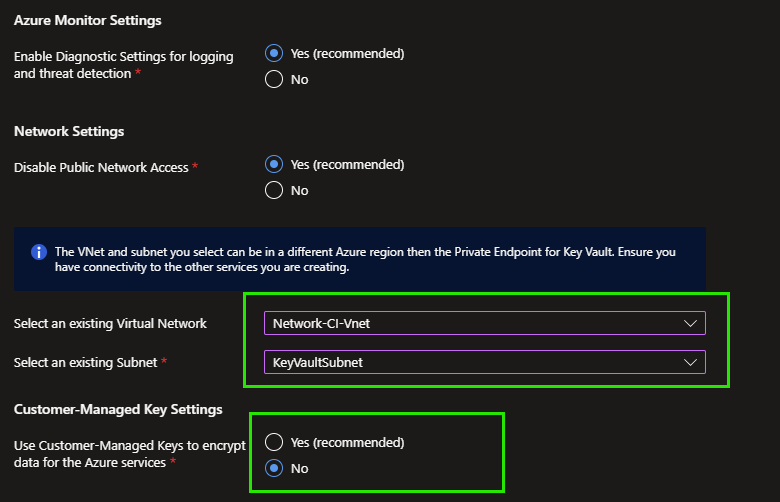 Azure Monitor Settings
Enable Diagnostic Settings for logging
and threat detection *
Yes (recommended)
No
Network Settings
Disable Public Network Access *
Yes (recommended)
No
The VNet and subnet you select can be in a different Azure region then the Private Endpoint for Key Vault. Ensure you
have connectivity to the other services you are creating.
Select an existing Virtual Network
Network-CI-Vnet
Select an existing Subnet *
KeyVaultSubnet
Customer-Managed Key Settings
Use Customer-Managed Keys to encrypt
data for the Azure services *
Yes (recommended)
No